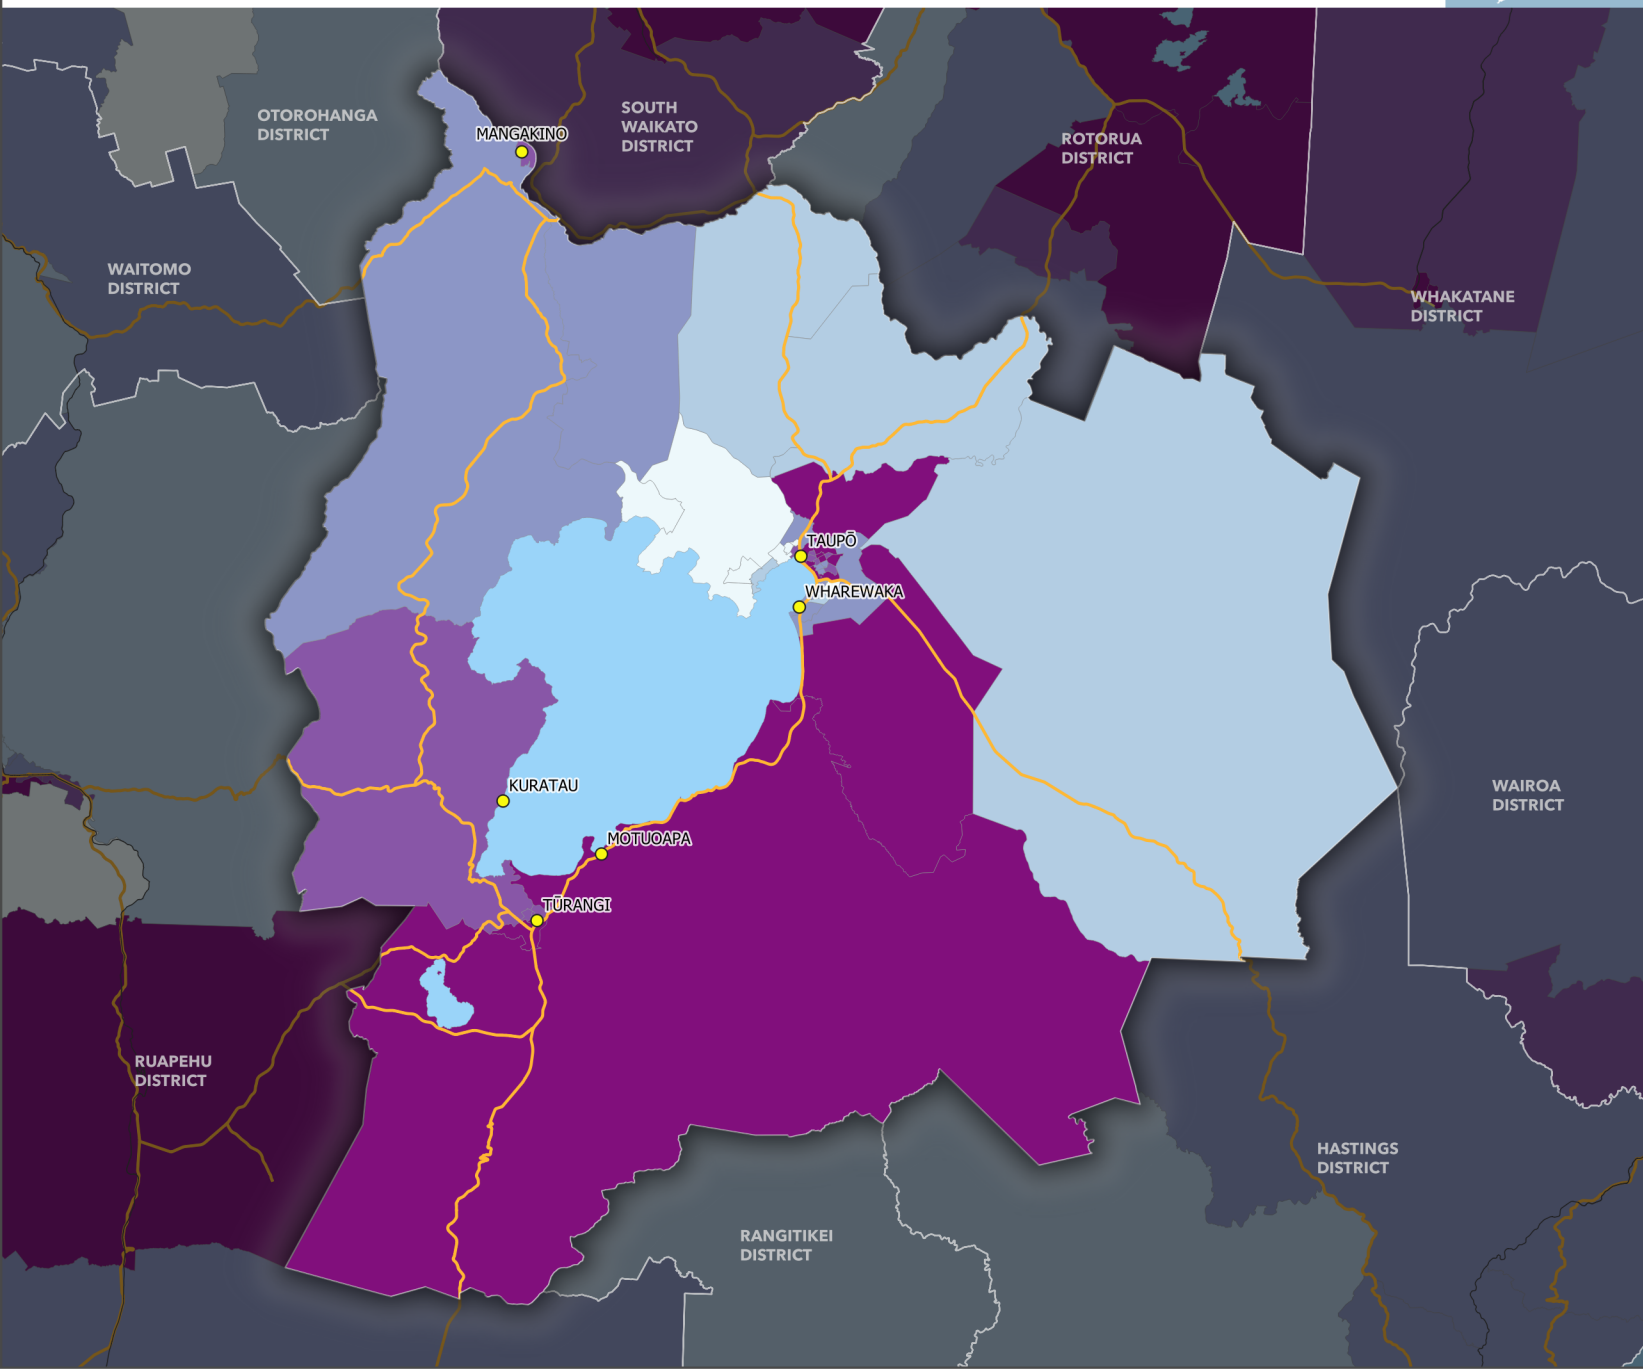 MANGAKINO
OTOROHANGA
DISTRICT
SOUTH
WAIKATO
DISTRICT
ROTORUA
DISTRICT
WAITOMO
DISTRICT
WHAKATANE
DISTRICT
TAUPŌ
WHAREWAKA
KURATAU
WAIROA
DISTRICT
MOTUOAPA
TŪRANGI
RUAPEHU
DISTRICT
HASTINGS
DISTRICT
RANGITIKEI
DISTRICT